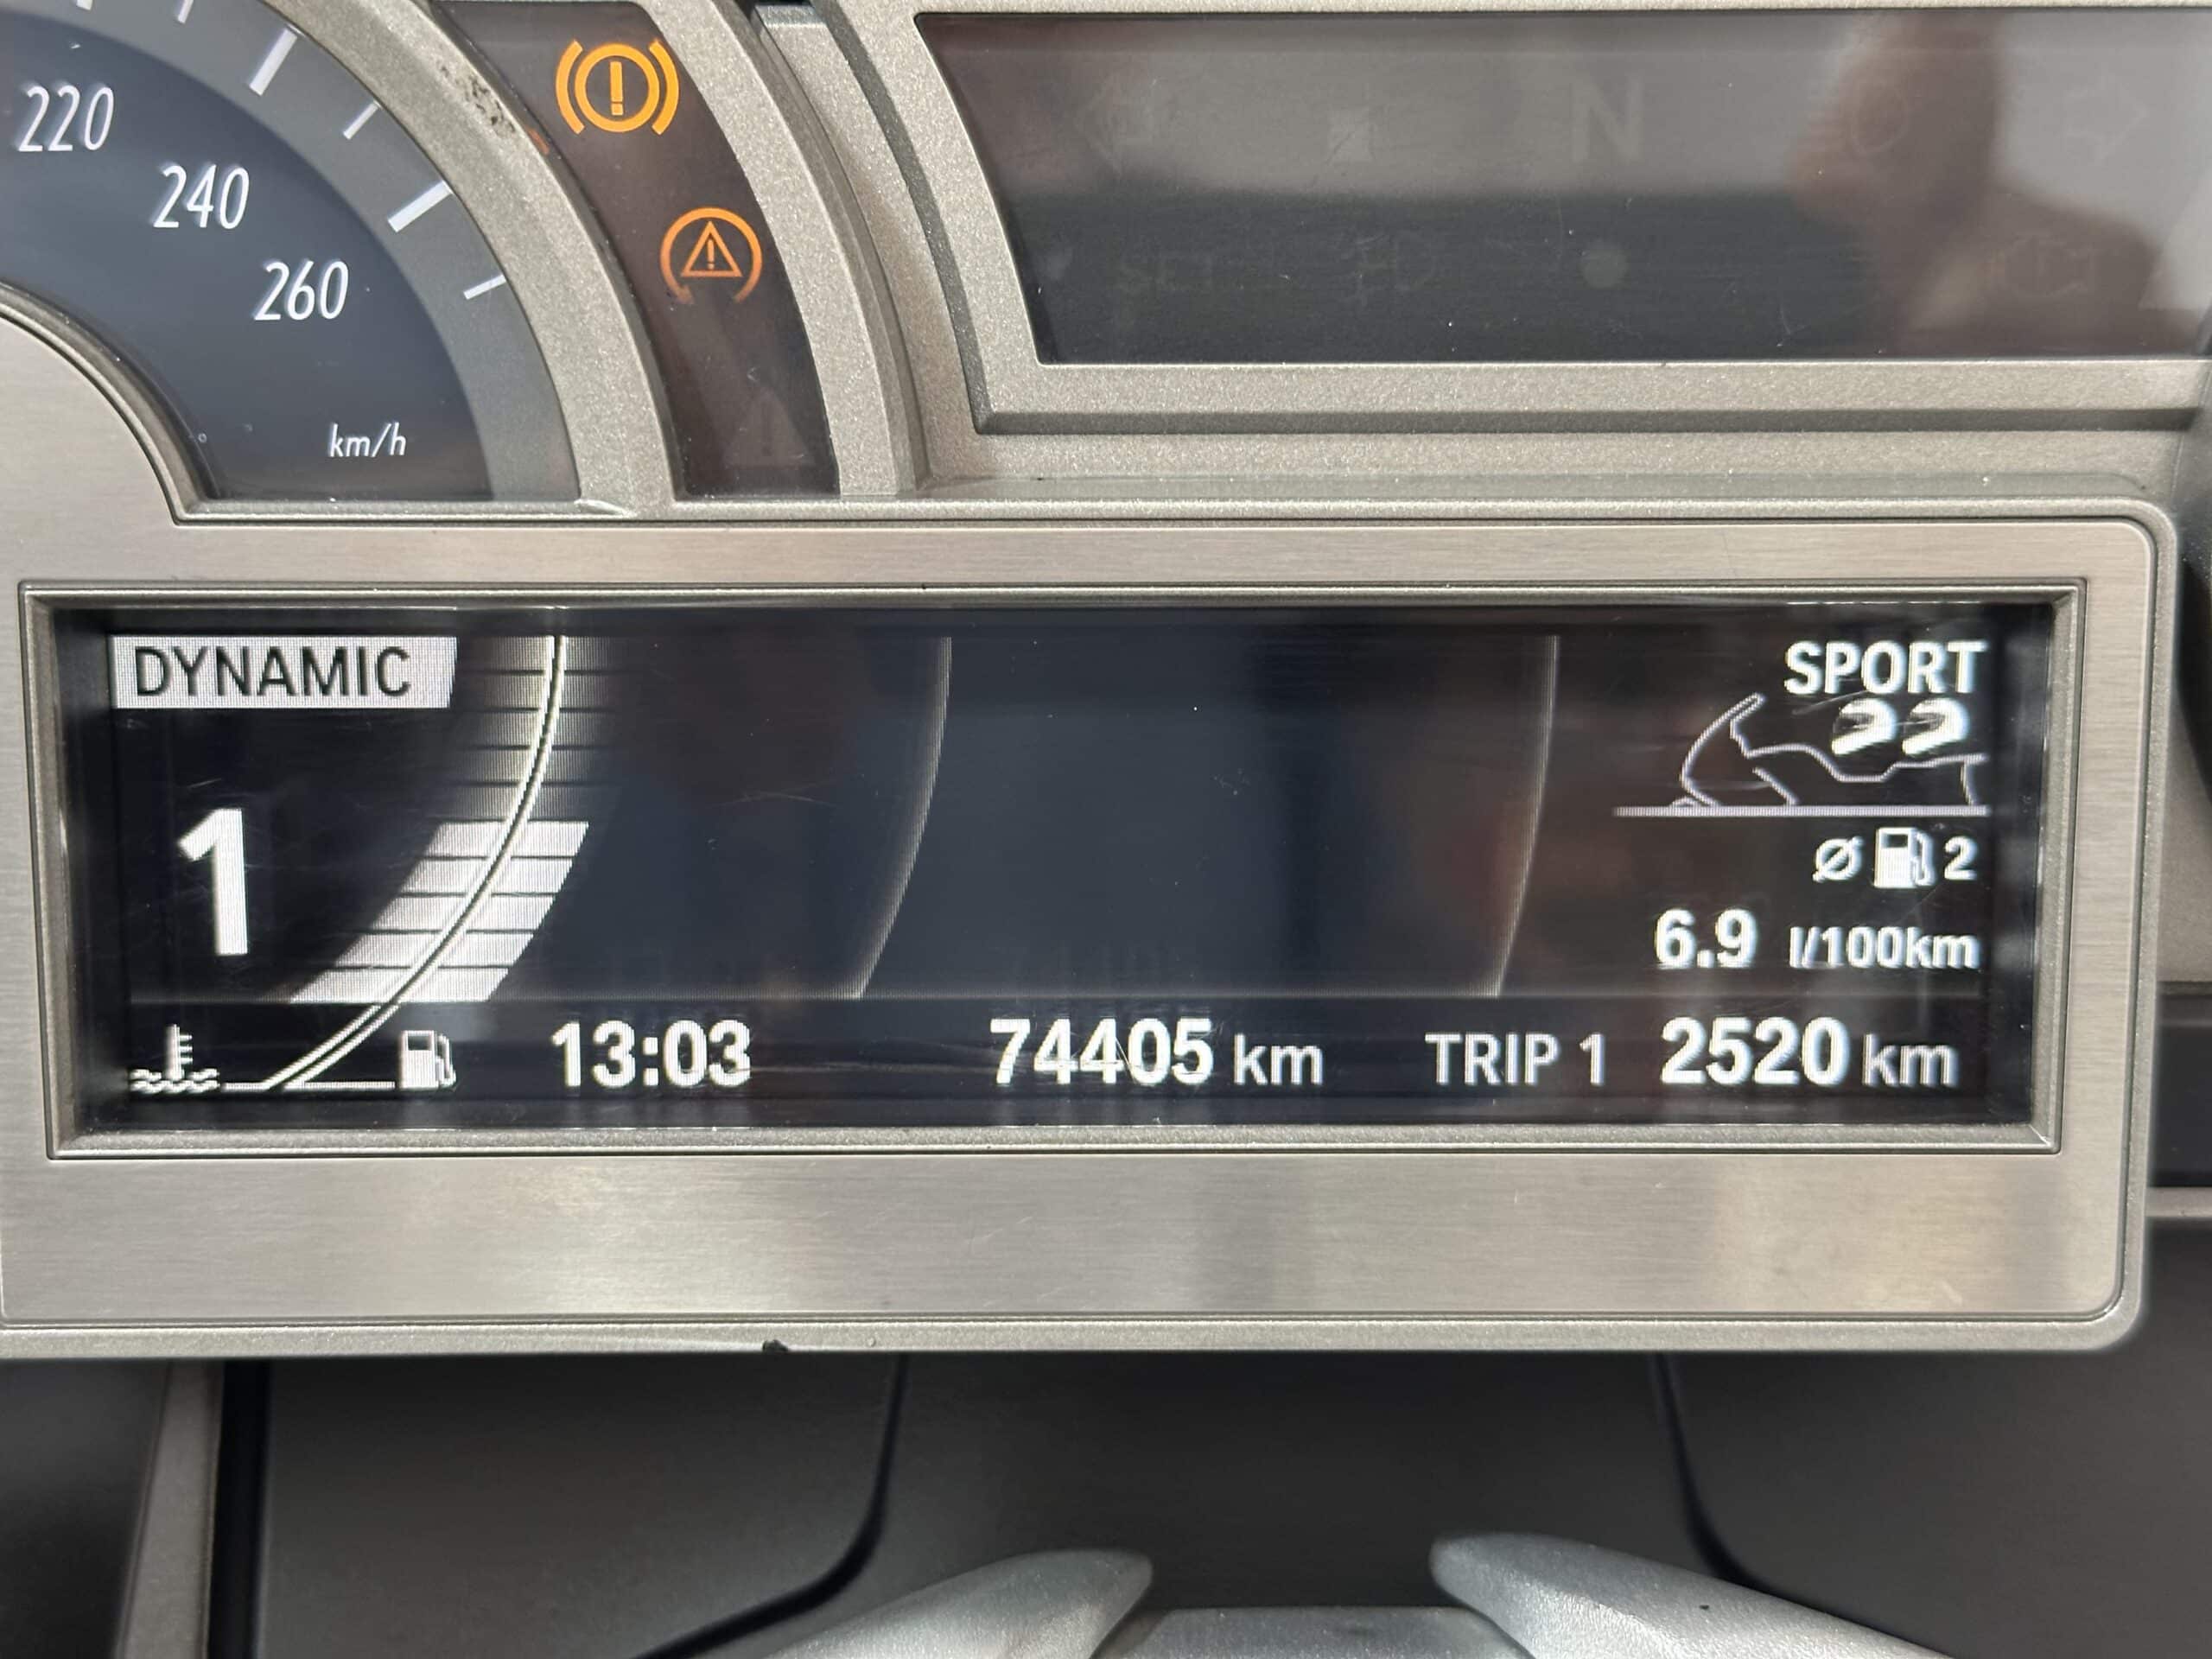 220
240
260
km/h
N
SET
DYNAMIC
SPORT
1
Ø 2
6.9 l/100km
13:03 74405 km TRIP 1 2520 km